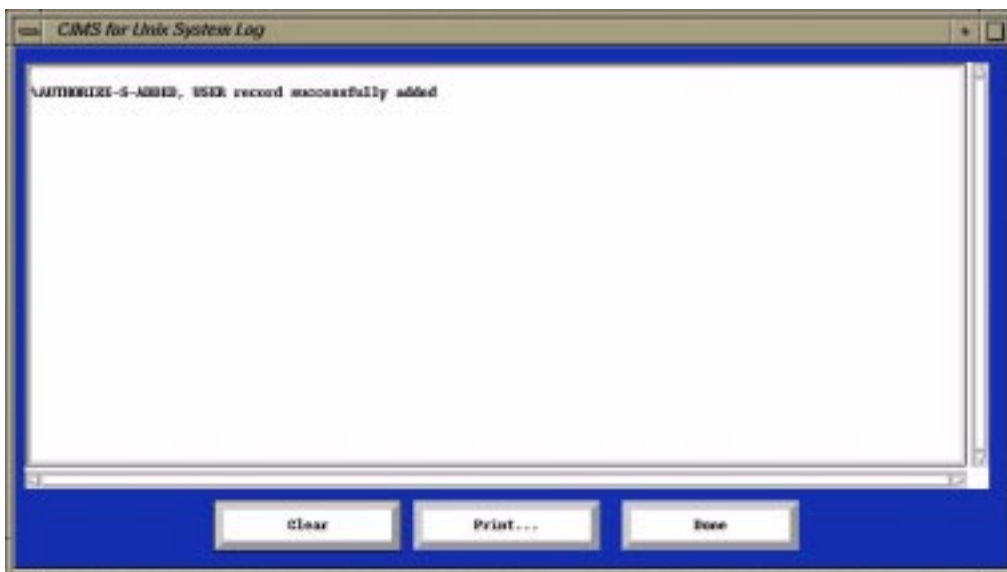 CIMS for Unix System Log
\AUTHORIZE-S-ADDED, USER record successfully added
Clear
Print...
Done